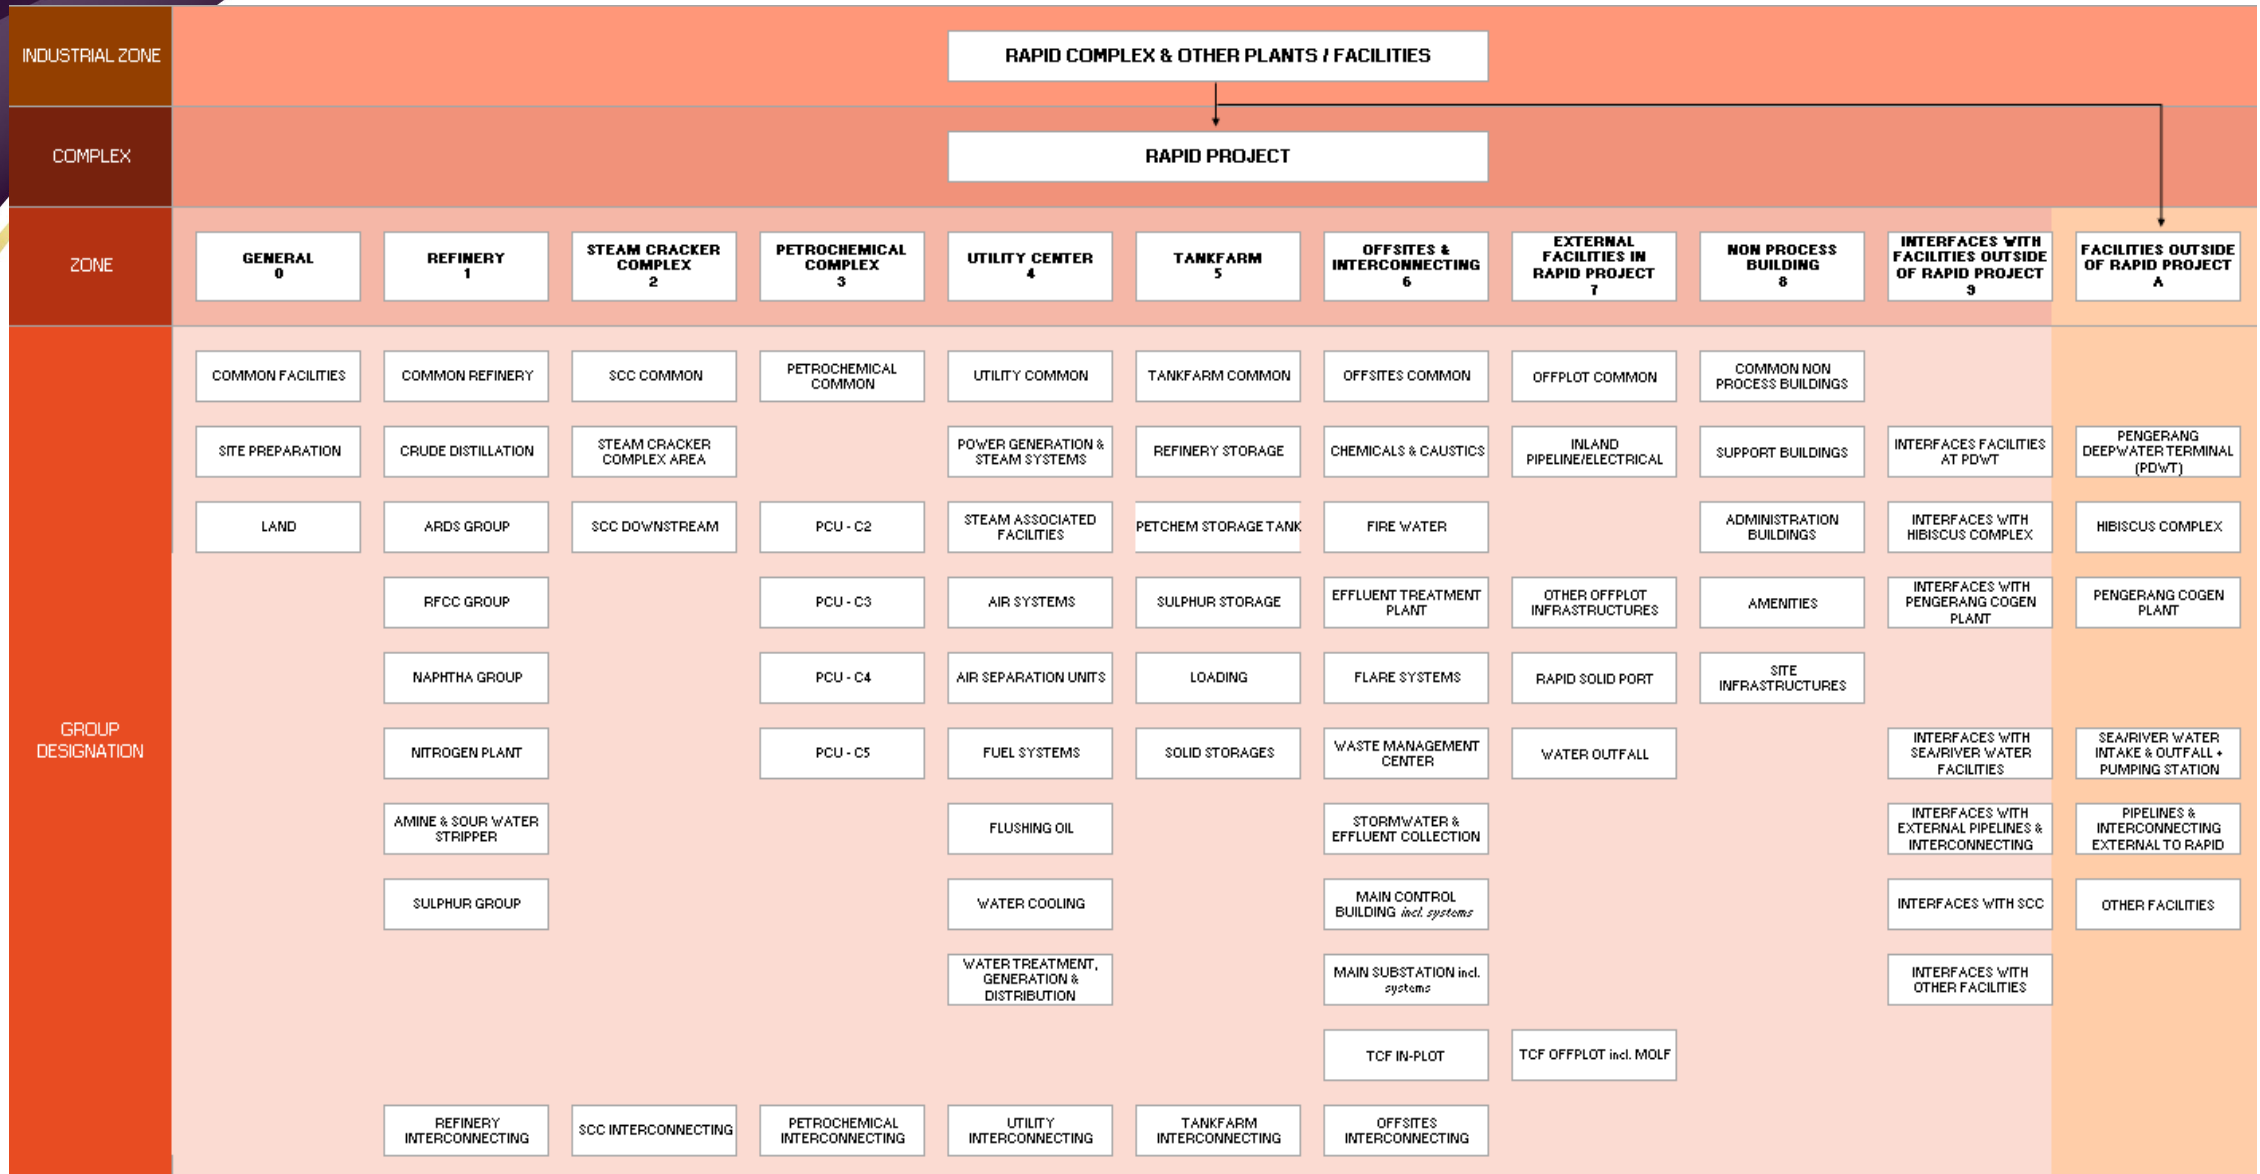 INDUSTRIAL ZONE
RAPID COMPLEX & OTHER PLANTS / FACILITIES
COMPLEX
RAPID PROJECT
ZONE
GENERAL
0
REFINERY
1
STEAM CRACKER
COMPLEX
2
PETROCHEMICAL
COMPLEX
3
UTILITY CENTER
4
TANKFARM
5
OFFSITES &
INTERCONNECTING
6
EXTERNAL
FACILITIES IN
RAPID PROJECT
7
NON PROCESS
BUILDING
8
INTERFACES WITH
FACILITIES OUTSIDE
OF RAPID PROJECT
9
FACILITIES OUTSIDE
OF RAPID PROJECT
A
GROUP
DESIGNATION
COMMON FACILITIES
COMMON REFINERY
SCC COMMON
PETROCHEMICAL
COMMON
UTILITY COMMON
TANKFARM COMMON
OFFSITES COMMON
OFFPLOT COMMON
COMMON NON
PROCESS BUILDINGS
SITE PREPARATION
CRUDE DISTILLATION
STEAM CRACKER
COMPLEX AREA
POWER GENERATION &
STEAM SYSTEMS
REFINERY STORAGE
CHEMICALS & CAUSTICS
INLAND
PIPELINE/ELECTRICAL
SUPPORT BUILDINGS
INTERFACES FACILITIES
AT PDWT
PENGERANG
DEEPWATER TERMINAL
(PDWT)
LAND
ARDS GROUP
SCC DOWNSTREAM
PCU - C2
STEAM ASSOCIATED
FACILITIES
PETCHEM STORAGE TANK
FIRE WATER
ADMINISTRATION
BUILDINGS
INTERFACES WITH
HIBISCUS COMPLEX
HIBISCUS COMPLEX
RFCC GROUP
PCU - C3
AIR SYSTEMS
SULPHUR STORAGE
EFFLUENT TREATMENT
PLANT
OTHER OFFPLOT
INFRASTRUCTURES
AMENITIES
INTERFACES WITH
PENGERANG COGEN
PLANT
PENGERANG COGEN
PLANT
NAPHTHA GROUP
PCU - C4
AIR SEPARATION UNITS
LOADING
FLARE SYSTEMS
RAPID SOLID PORT
SITE
INFRASTRUCTURES
NITROGEN PLANT
PCU - C5
FUEL SYSTEMS
SOLID STORAGES
WASTE MANAGEMENT
CENTER
WATER OUTFALL
INTERFACES WITH
SEA/RIVER WATER
FACILITIES
SEA/RIVER WATER
INTAKE & OUTFALL +
PUMPING STATION
AMINE & SOUR WATER
STRIPPER
FLUSHING OIL
STORMWATER &
EFFLUENT COLLECTION
INTERFACES WITH
EXTERNAL PIPELINES &
INTERCONNECTING
PIPELINES &
INTERCONNECTING
EXTERNAL TO RAPID
SULPHUR GROUP
WATER COOLING
MAIN CONTROL
BUILDING incl. systems
INTERFACES WITH SCC
OTHER FACILITIES
WATER TREATMENT,
GENERATION &
DISTRIBUTION
MAIN SUBSTATION incl.
systems
INTERFACES WITH
OTHER FACILITIES
TCF IN-PLOT
TCF OFFPLOT incl. MOLF
REFINERY
INTERCONNECTING
SCC INTERCONNECTING
PETROCHEMICAL
INTERCONNECTING
UTILITY
INTERCONNECTING
TANKFARM
INTERCONNECTING
OFFSITES
INTERCONNECTING